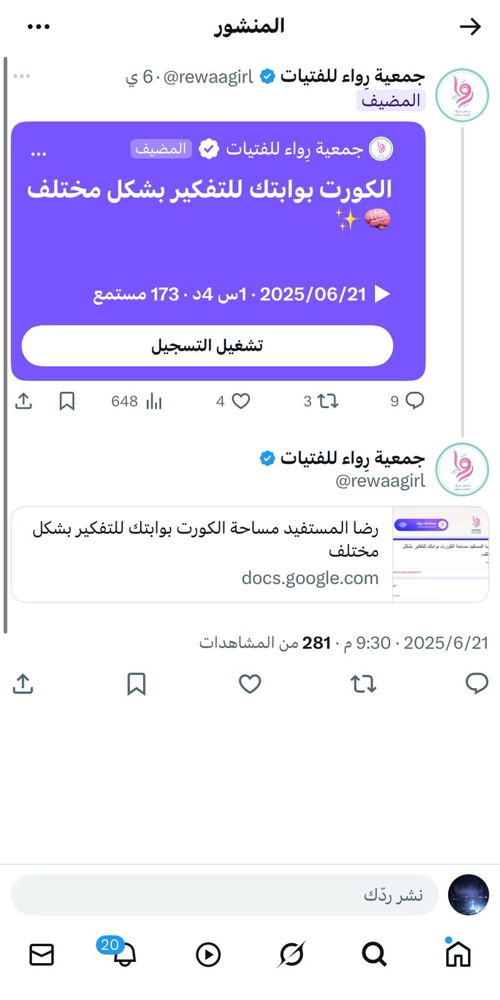 المنشور
جمعية رِواء للفتيات @rewaagirl · 6 ي
المضيف
جمعية رِواء للفتيات المضيف
الكورت بوابتك للتفكير بشكل مختلف
🧠✨
2025/06/21 · 1س 4د · 173 مستمع
تشغيل التسجيل
9 3 4 648
جمعية رِواء للفتيات
@rewaagirl
رضا المستفيد مساحة الكورت بوابتك للتفكير بشكل
مختلف
docs.google.com
2025/6/21 · 9:30 م · 281 من المشاهدات
نشر ردّك
20